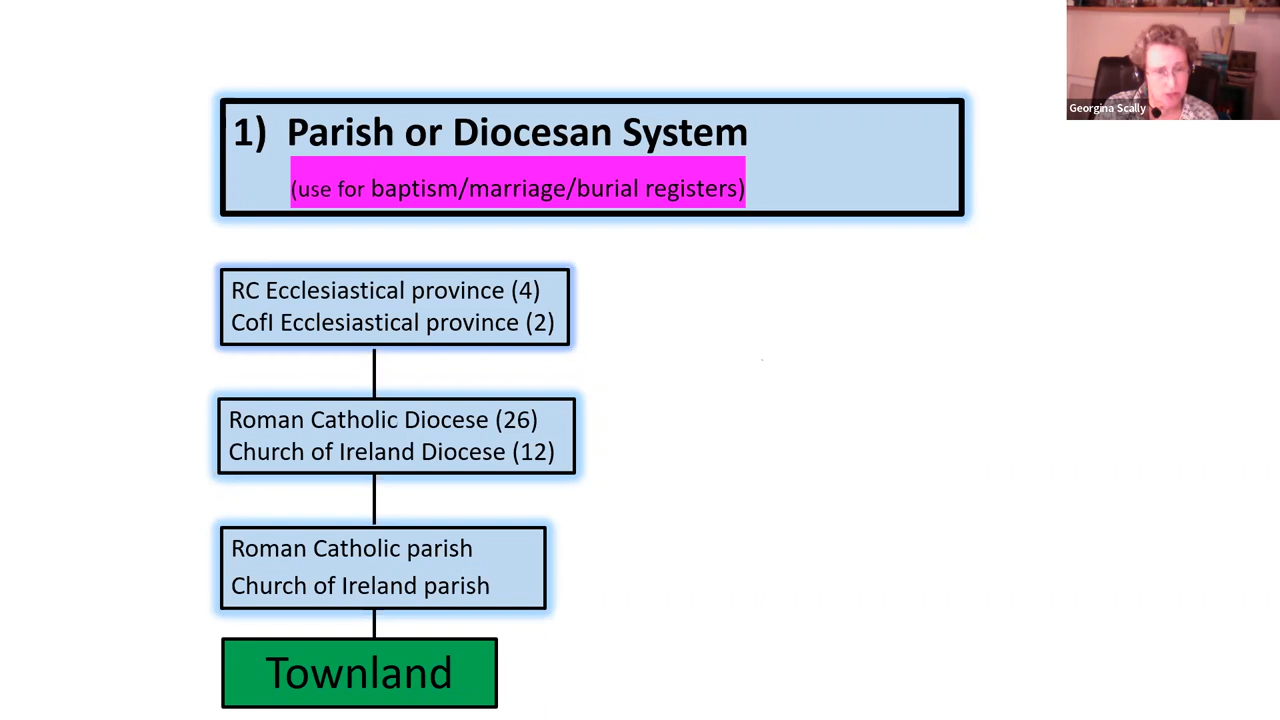 1) Parish or Diocesan System
(use for baptism/marriage/burial registers)
RC Ecclesiastical province (4)
CofI Ecclesiastical province (2)
Roman Catholic Diocese (26)
Church of Ireland Diocese (12)
Roman Catholic parish
Church of Ireland parish
Townland
Georgina Scally